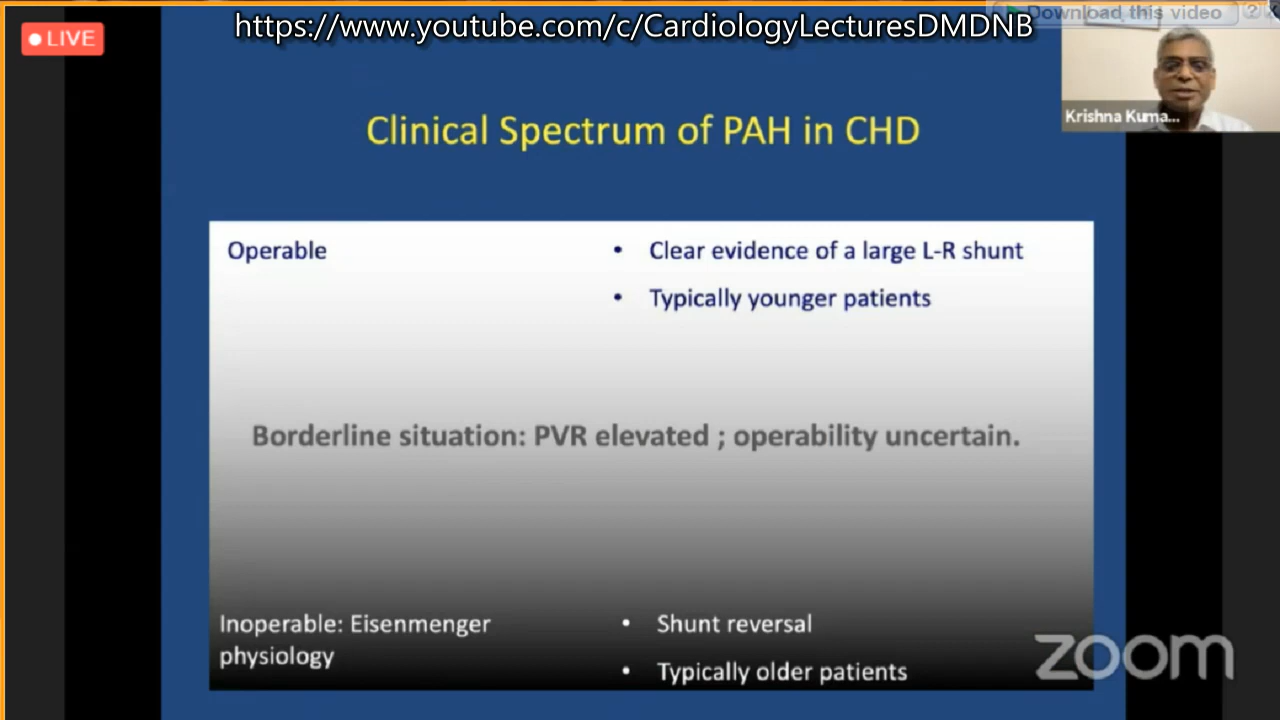 https://www.youtube.com/c/CardiologyLecturesDMDNB
Download this video ?
LIVE
Krishna Kuma...
Clinical Spectrum of PAH in CHD
Operable
• Clear evidence of a large L-R shunt
• Typically younger patients
Borderline situation: PVR elevated ; operability uncertain.
Inoperable: Eisenmenger
physiology
• Shunt reversal
• Typically older patients
zoom